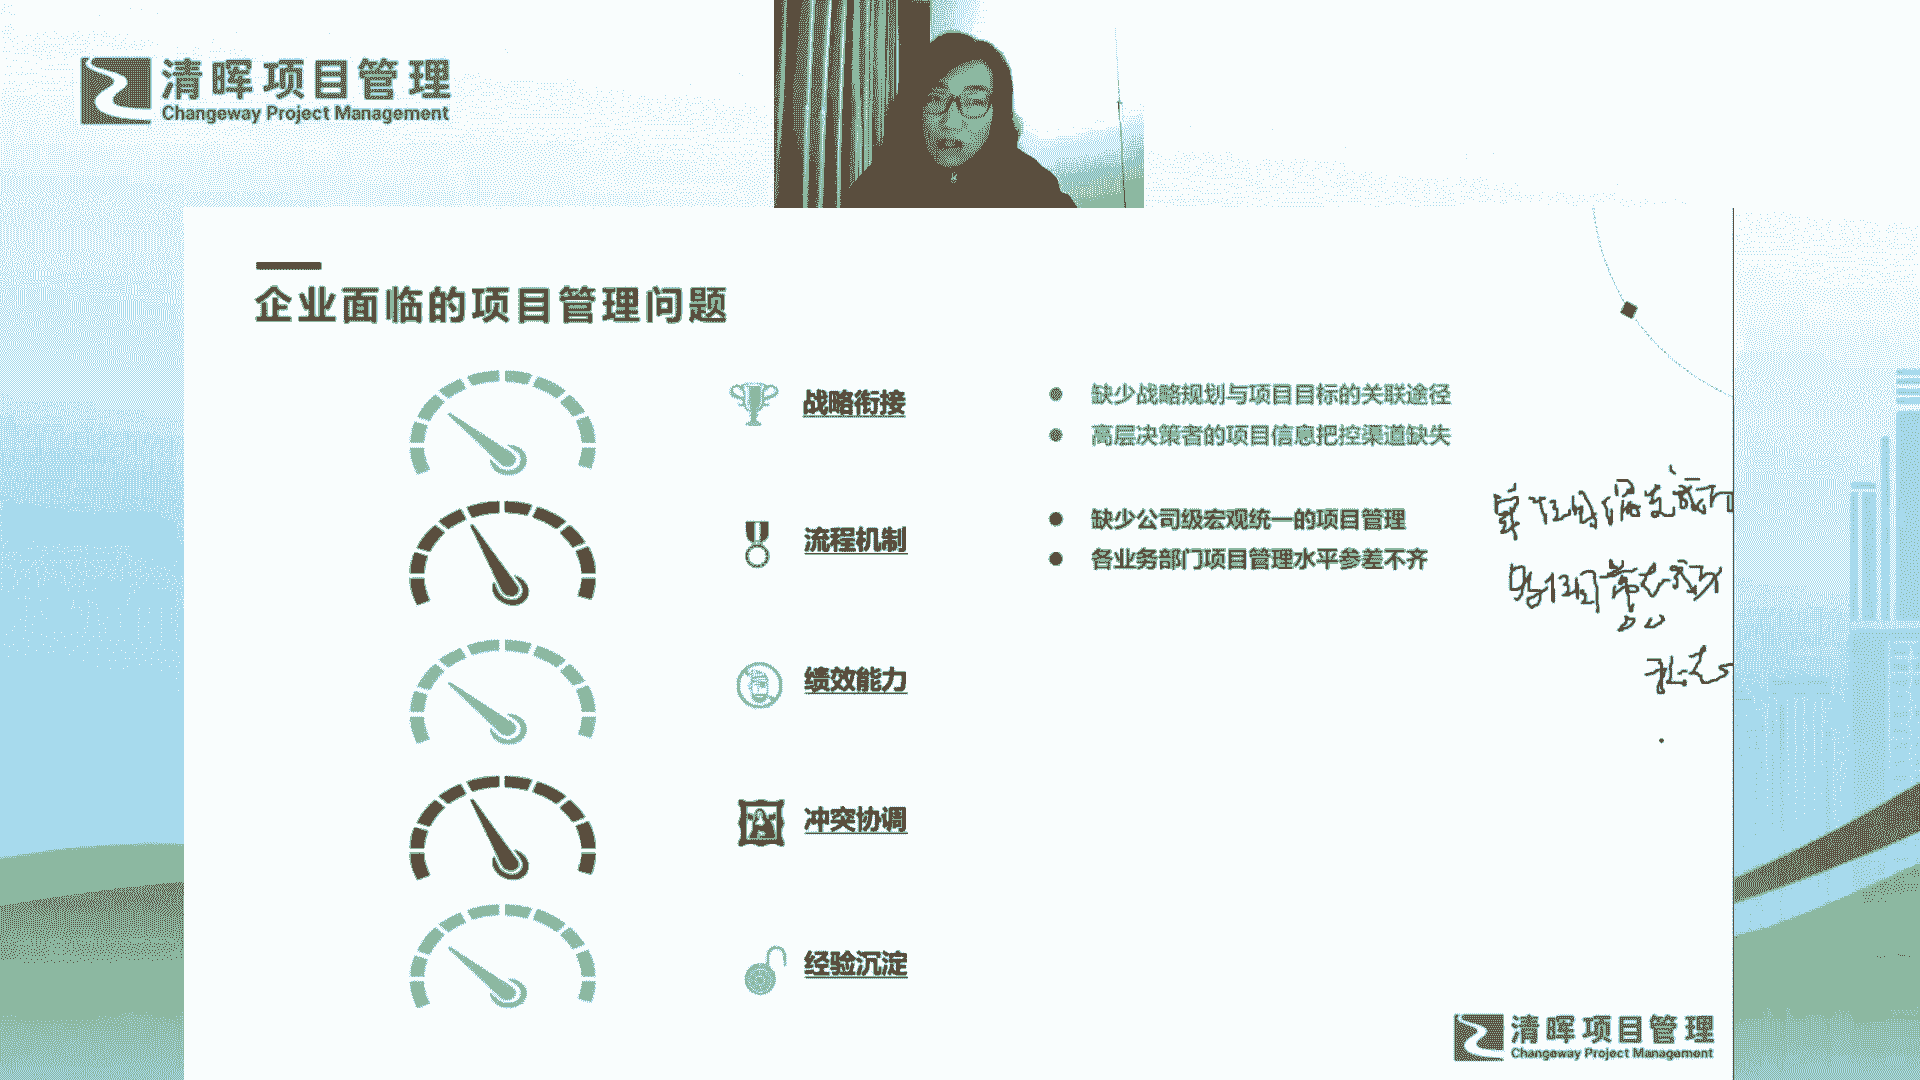 清晖项目管理
Changeway Project Management
企业面临的项目管理问题
战略衔接
缺少战略规划与项目目标的关联途径
高层决策者的项目信息把控渠道缺失
流程机制
缺少公司级宏观统一的项目管理
各业务部门项目管理水平参差不齐
绩效能力
冲突协调
经验沉淀
清晖项目管理
Changeway Project Management